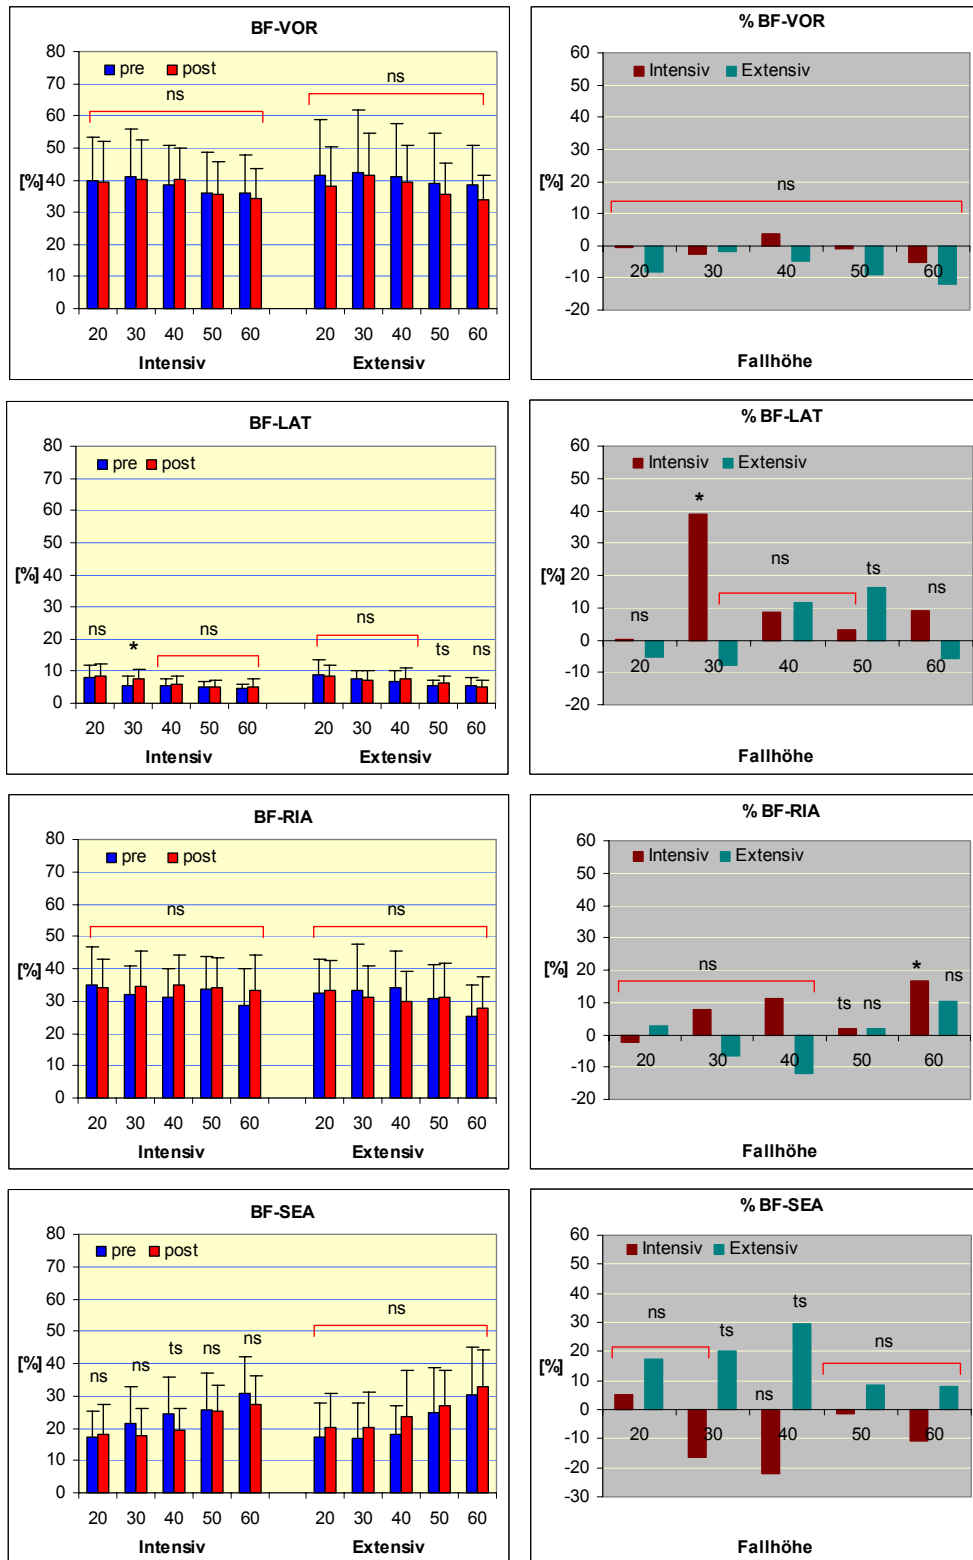 BF-VOR
80
pre post
70
ns ns
60
50
[%] 40
30
20
10
0
20 30 40 50 60 20 30 40 50 60
Intensiv Extensiv
% BF-VOR
60
Intensiv Extensiv
50
40
30
[%]
20
ns
10
0
20 30 40 50 60
-10
-20
Fallhöhe
BF-LAT
80
pre post
70
60
50
[%] 40
30
20
ns * ns ns ts ns
10
0
20 30 40 50 60 20 30 40 50 60
Intensiv Extensiv
% BF-LAT
60
Intensiv Extensiv
50
*
40
30
ns ts
[%] 20
10
ns ns
0
20 30 40 50 60
-10
-20
Fallhöhe
BF-RIA
80
pre post
70
60
ns ns
50
[%] 40
30
20
10
0
20 30 40 50 60 20 30 40 50 60
Intensiv Extensiv
% BF-RIA
60
Intensiv Extensiv
50
40
30
[%] 20
ns * ns
10
ts ns
0
20 30 40 50 60
-10
-20
Fallhöhe
BF-SEA
80
pre post
70
60
ns
50
[%] 40
ns ns ts ns ns
30
20
10
0
20 30 40 50 60 20 30 40 50 60
Intensiv Extensiv
% BF-SEA
60
Intensiv Extensiv
50
40
ts
30
ns ts ns
20
[%]
10
ns
0
20 30 40 50 60
-10
-20
-30
Fallhöhe